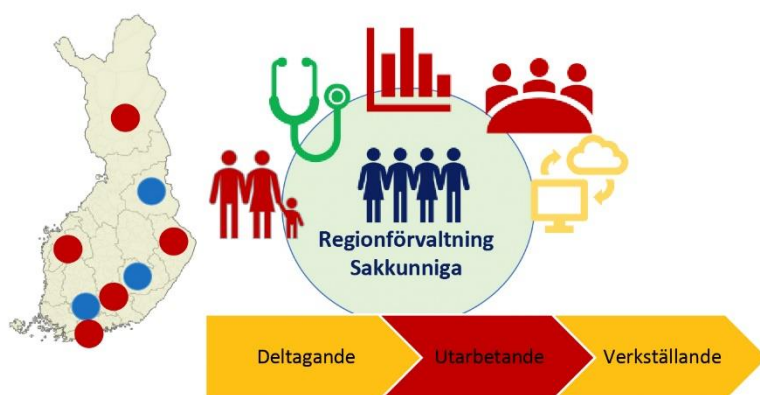 Regionförvaltning
Sakkunniga
Deltagande
Utarbetande
Verkställande